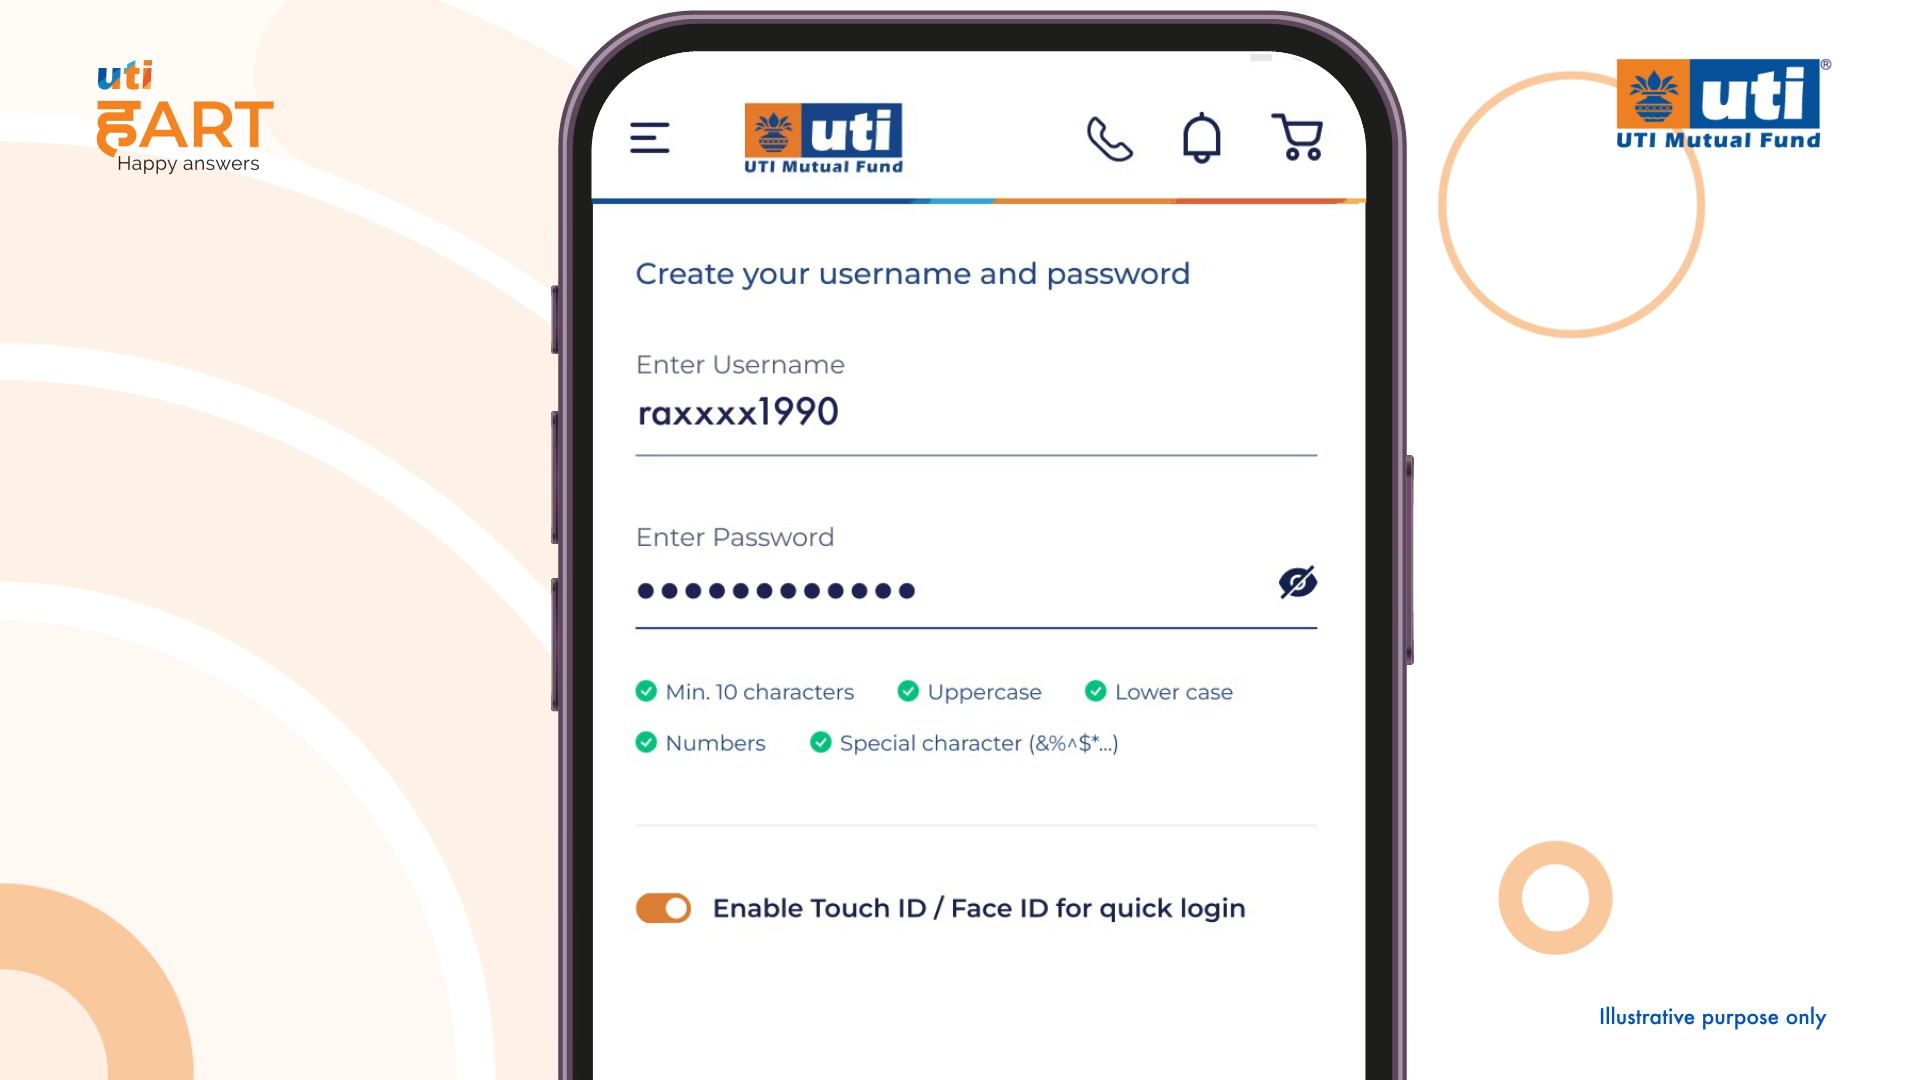 uti
हART
Happy answers
uti
UTI Mutual Fund
uti®
UTI Mutual Fund
Create your username and password
Enter Username
raxxxx1990
Enter Password
●●●●●●●●●●●●
Min. 10 characters Uppercase Lower case
Numbers Special character (&%^$*...)
Enable Touch ID / Face ID for quick login
Illustrative purpose only